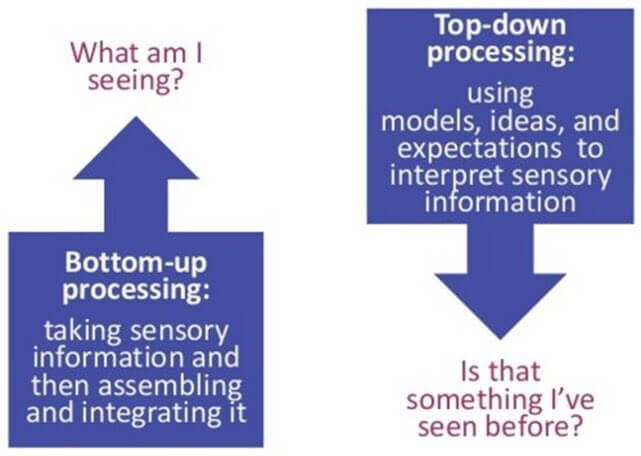 What am I
seeing?
Bottom-up
processing:
taking sensory
information and
then assembling
and integrating it
Top-down
processing:
using
models, ideas, and
expectations to
interpret sensory
information
Is that
something I've
seen before?